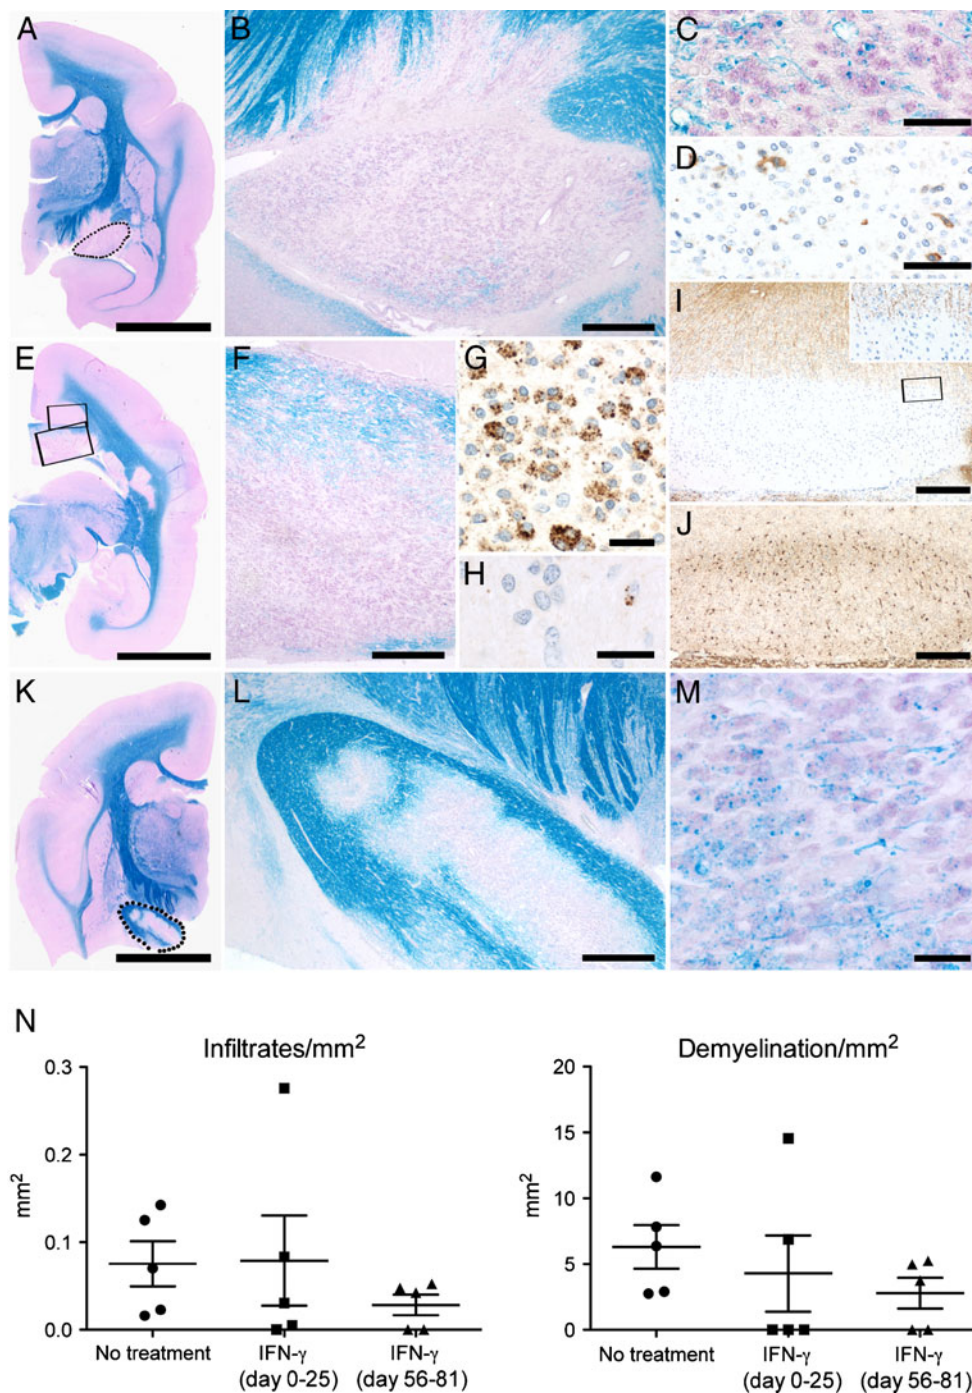 A
B
C
D
E
F
G
H
I
J
K
L
M
N
Infiltrates/mm²
Demyelination/mm²
mm²
0.3
0.2
0.1
0.0
No treatment
IFN-γ
(day 0-25)
IFN-γ
(day 56-81)
mm²
20
15
10
5
0
No treatment
IFN-γ
(day 0-25)
IFN-γ
(day 56-81)